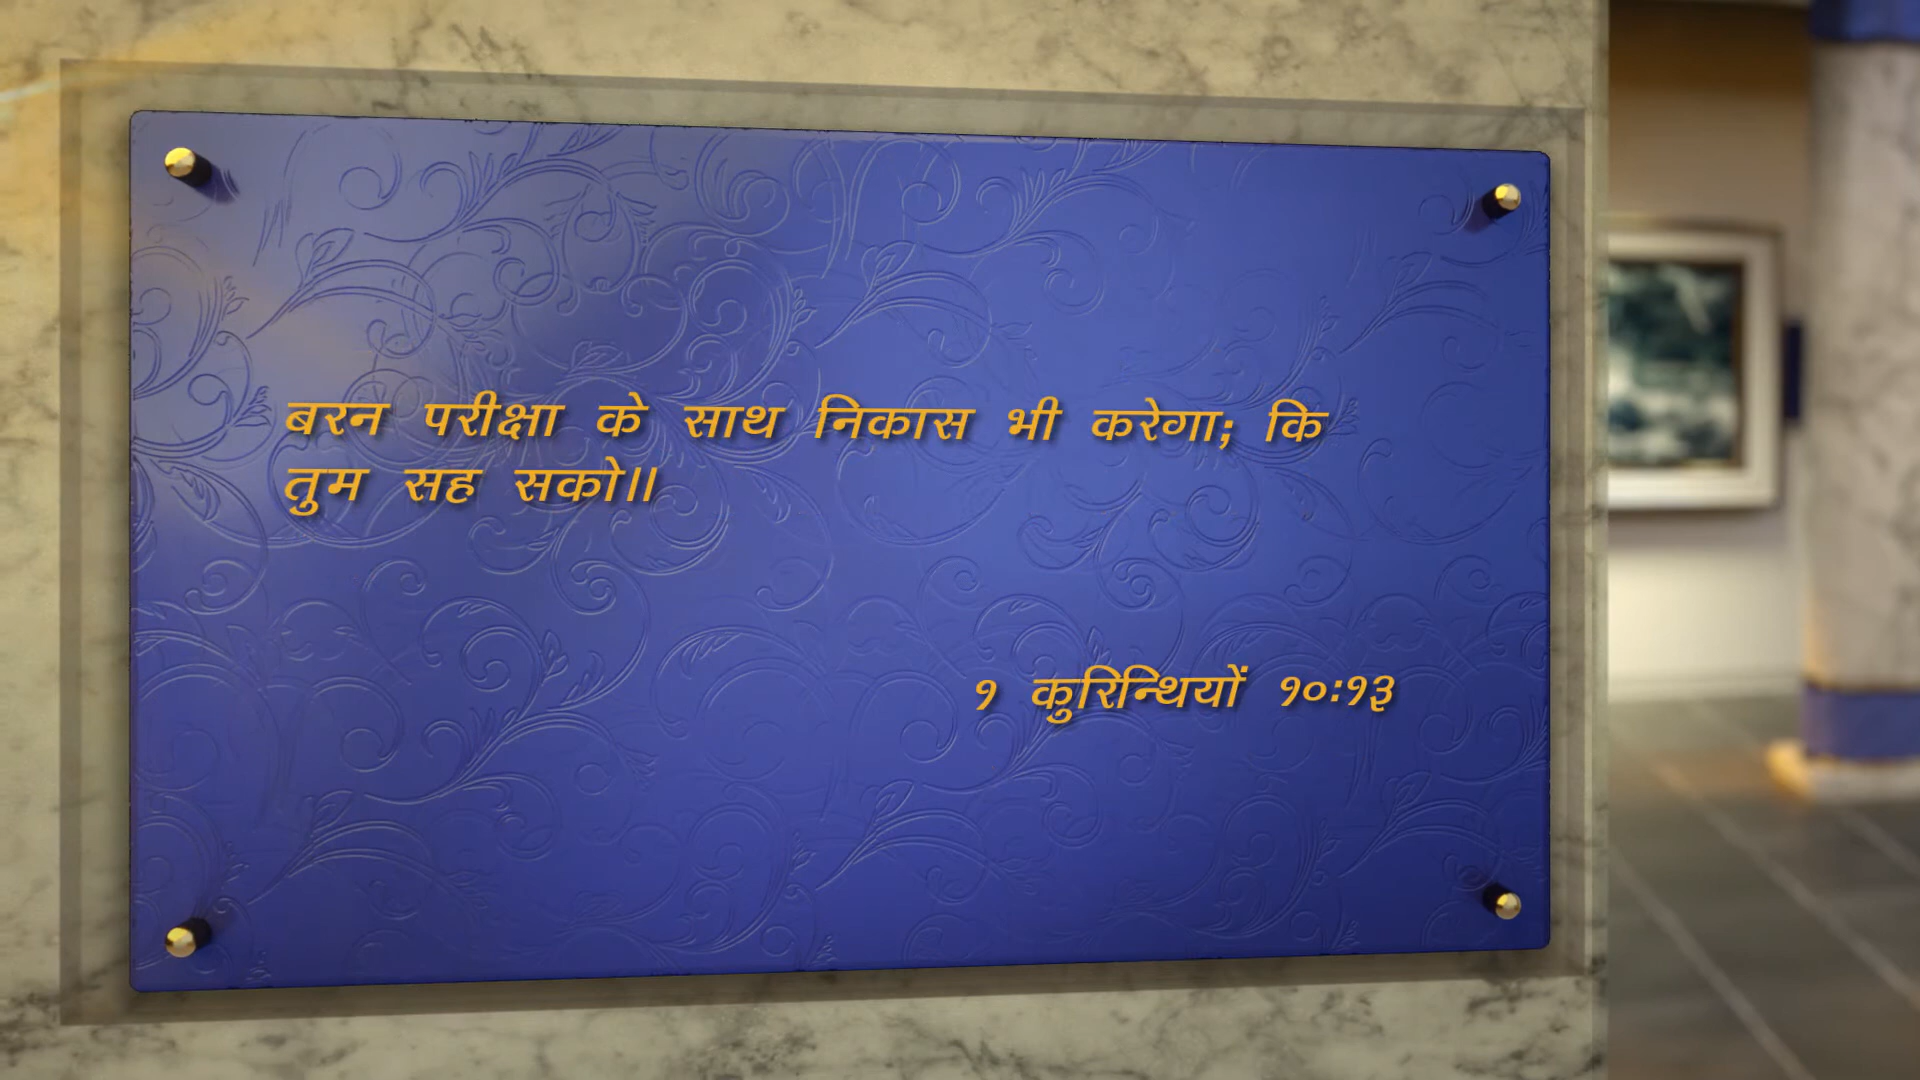 बरन परीक्षा के साथ निकास भी करेगा; कि
तुम सह सको॥
१ कुरिन्थियों १०:१३